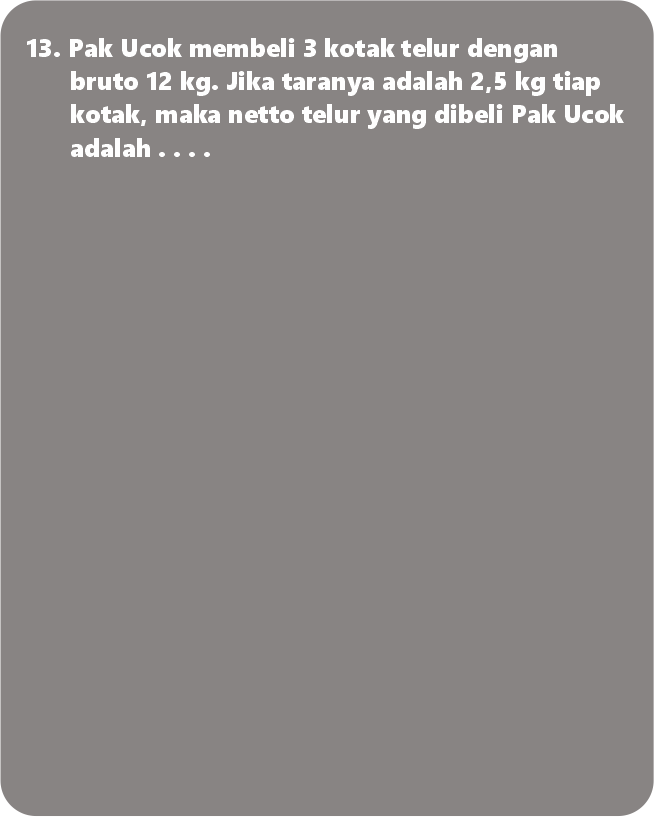 13. Pak Ucok membeli 3 kotak telur dengan
bruto 12 kg. Jika taranya adalah 2,5 kg tiap
kotak, maka netto telur yang dibeli Pak Ucok
adalah . . . .